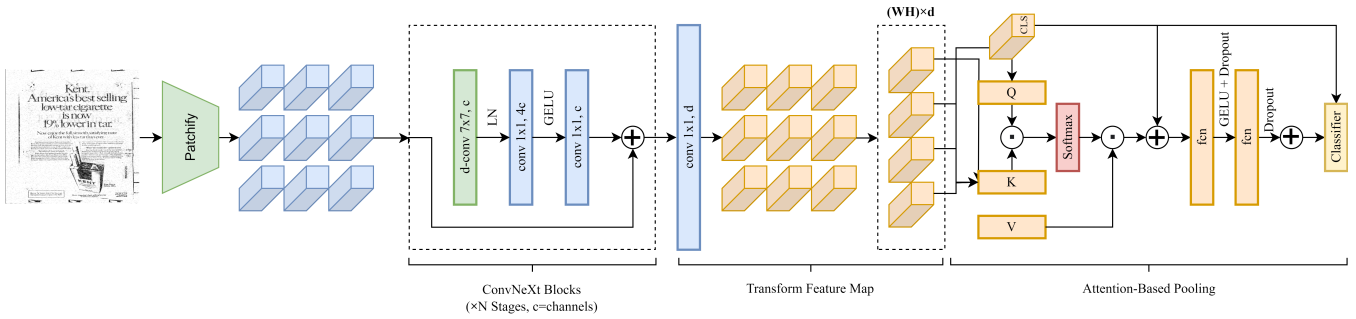 Kent.
America's best selling
low-tar cigarette
is now
19% lower in tar.
Patchify
d-conv 7x7, c
LN
conv 1x1, 4c
GELU
conv 1x1, c
ConvNeXt Blocks
(×N Stages, c=channels)
conv 1x1, d
Transform Feature Map
(WH)×d
CLS
Q
K
V
Softmax
fcn
GELU + Dropout
fcn
Dropout
Classifier
Attention-Based Pooling